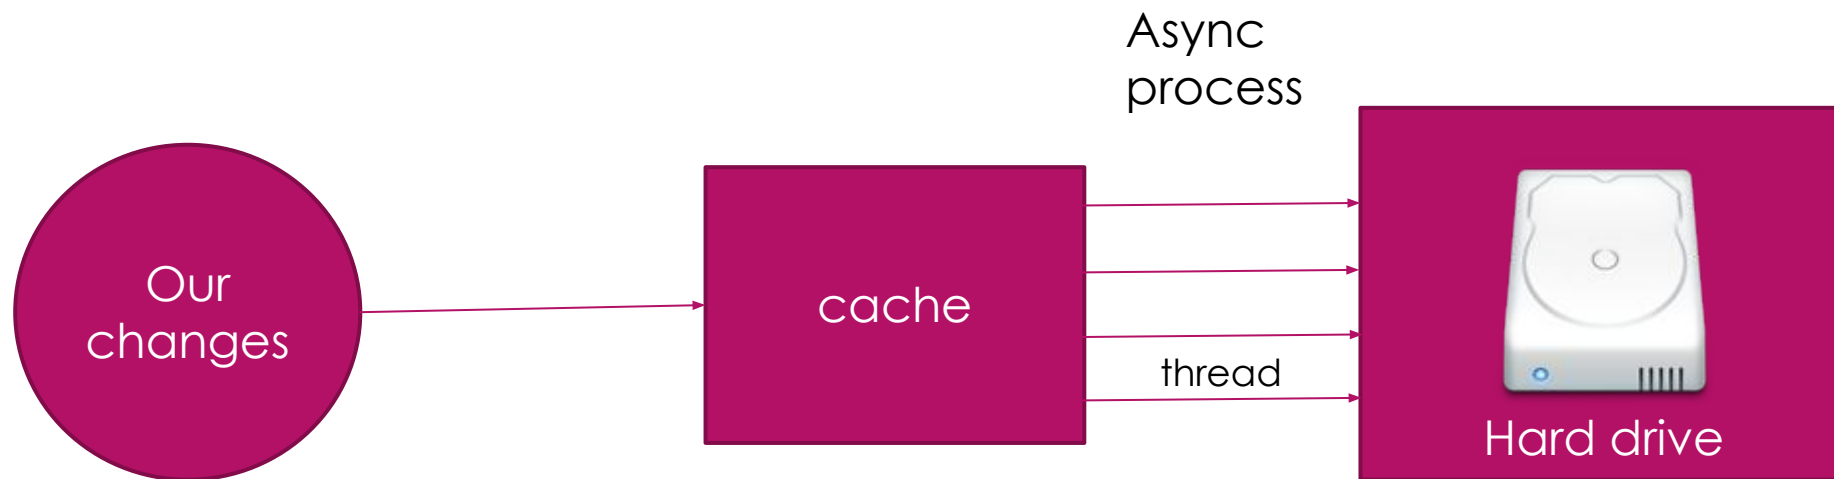 Our
changes
cache
Async
process
thread
Hard drive